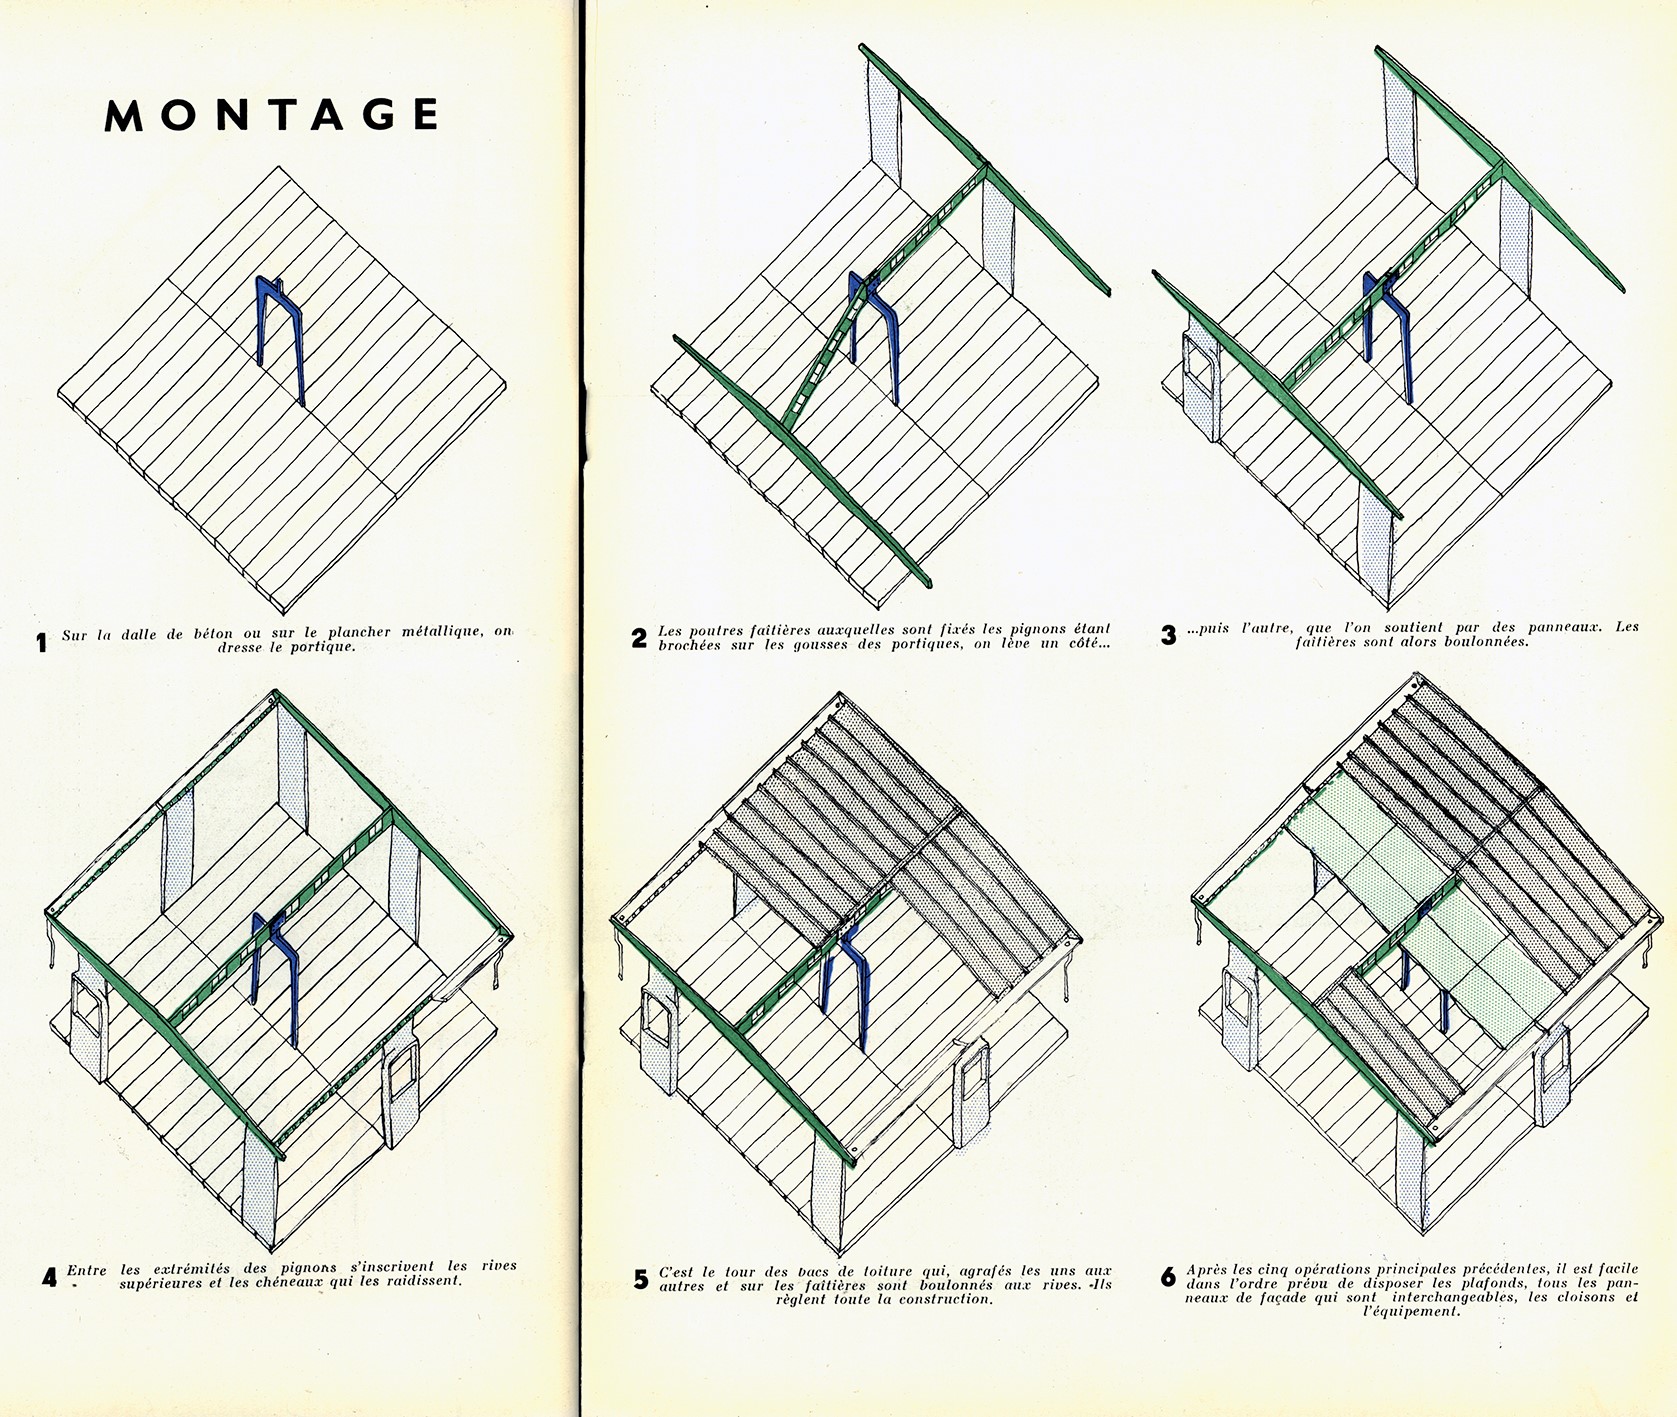 MONTAGE
1 Sur la dalle de béton ou sur le plancher métallique, on
dresse le portique.
2 Les poutres faitières auxquelles sont fixés les pignons étant
brochées sur les gousses des portiques, on lève un côté...
3 ...puis l'autre, que l'on soutient par des panneaux. Les
faitières sont alors boulonnées.
4 Entre les extrémités des pignons s'inscrivent les rives
supérieures et les chéneaux qui les raidissent.
5 C'est le tour des bacs de toiture qui, agrafés les uns aux
autres et sur les faitières sont boulonnés aux rives. Ils
règlent toute la construction.
6 Après les cinq opérations principales précédentes, il est facile
dans l'ordre prévu de disposer les plafonds, tous les pan-
neaux de façade qui sont interchangeables, les cloisons et
l'équipement.